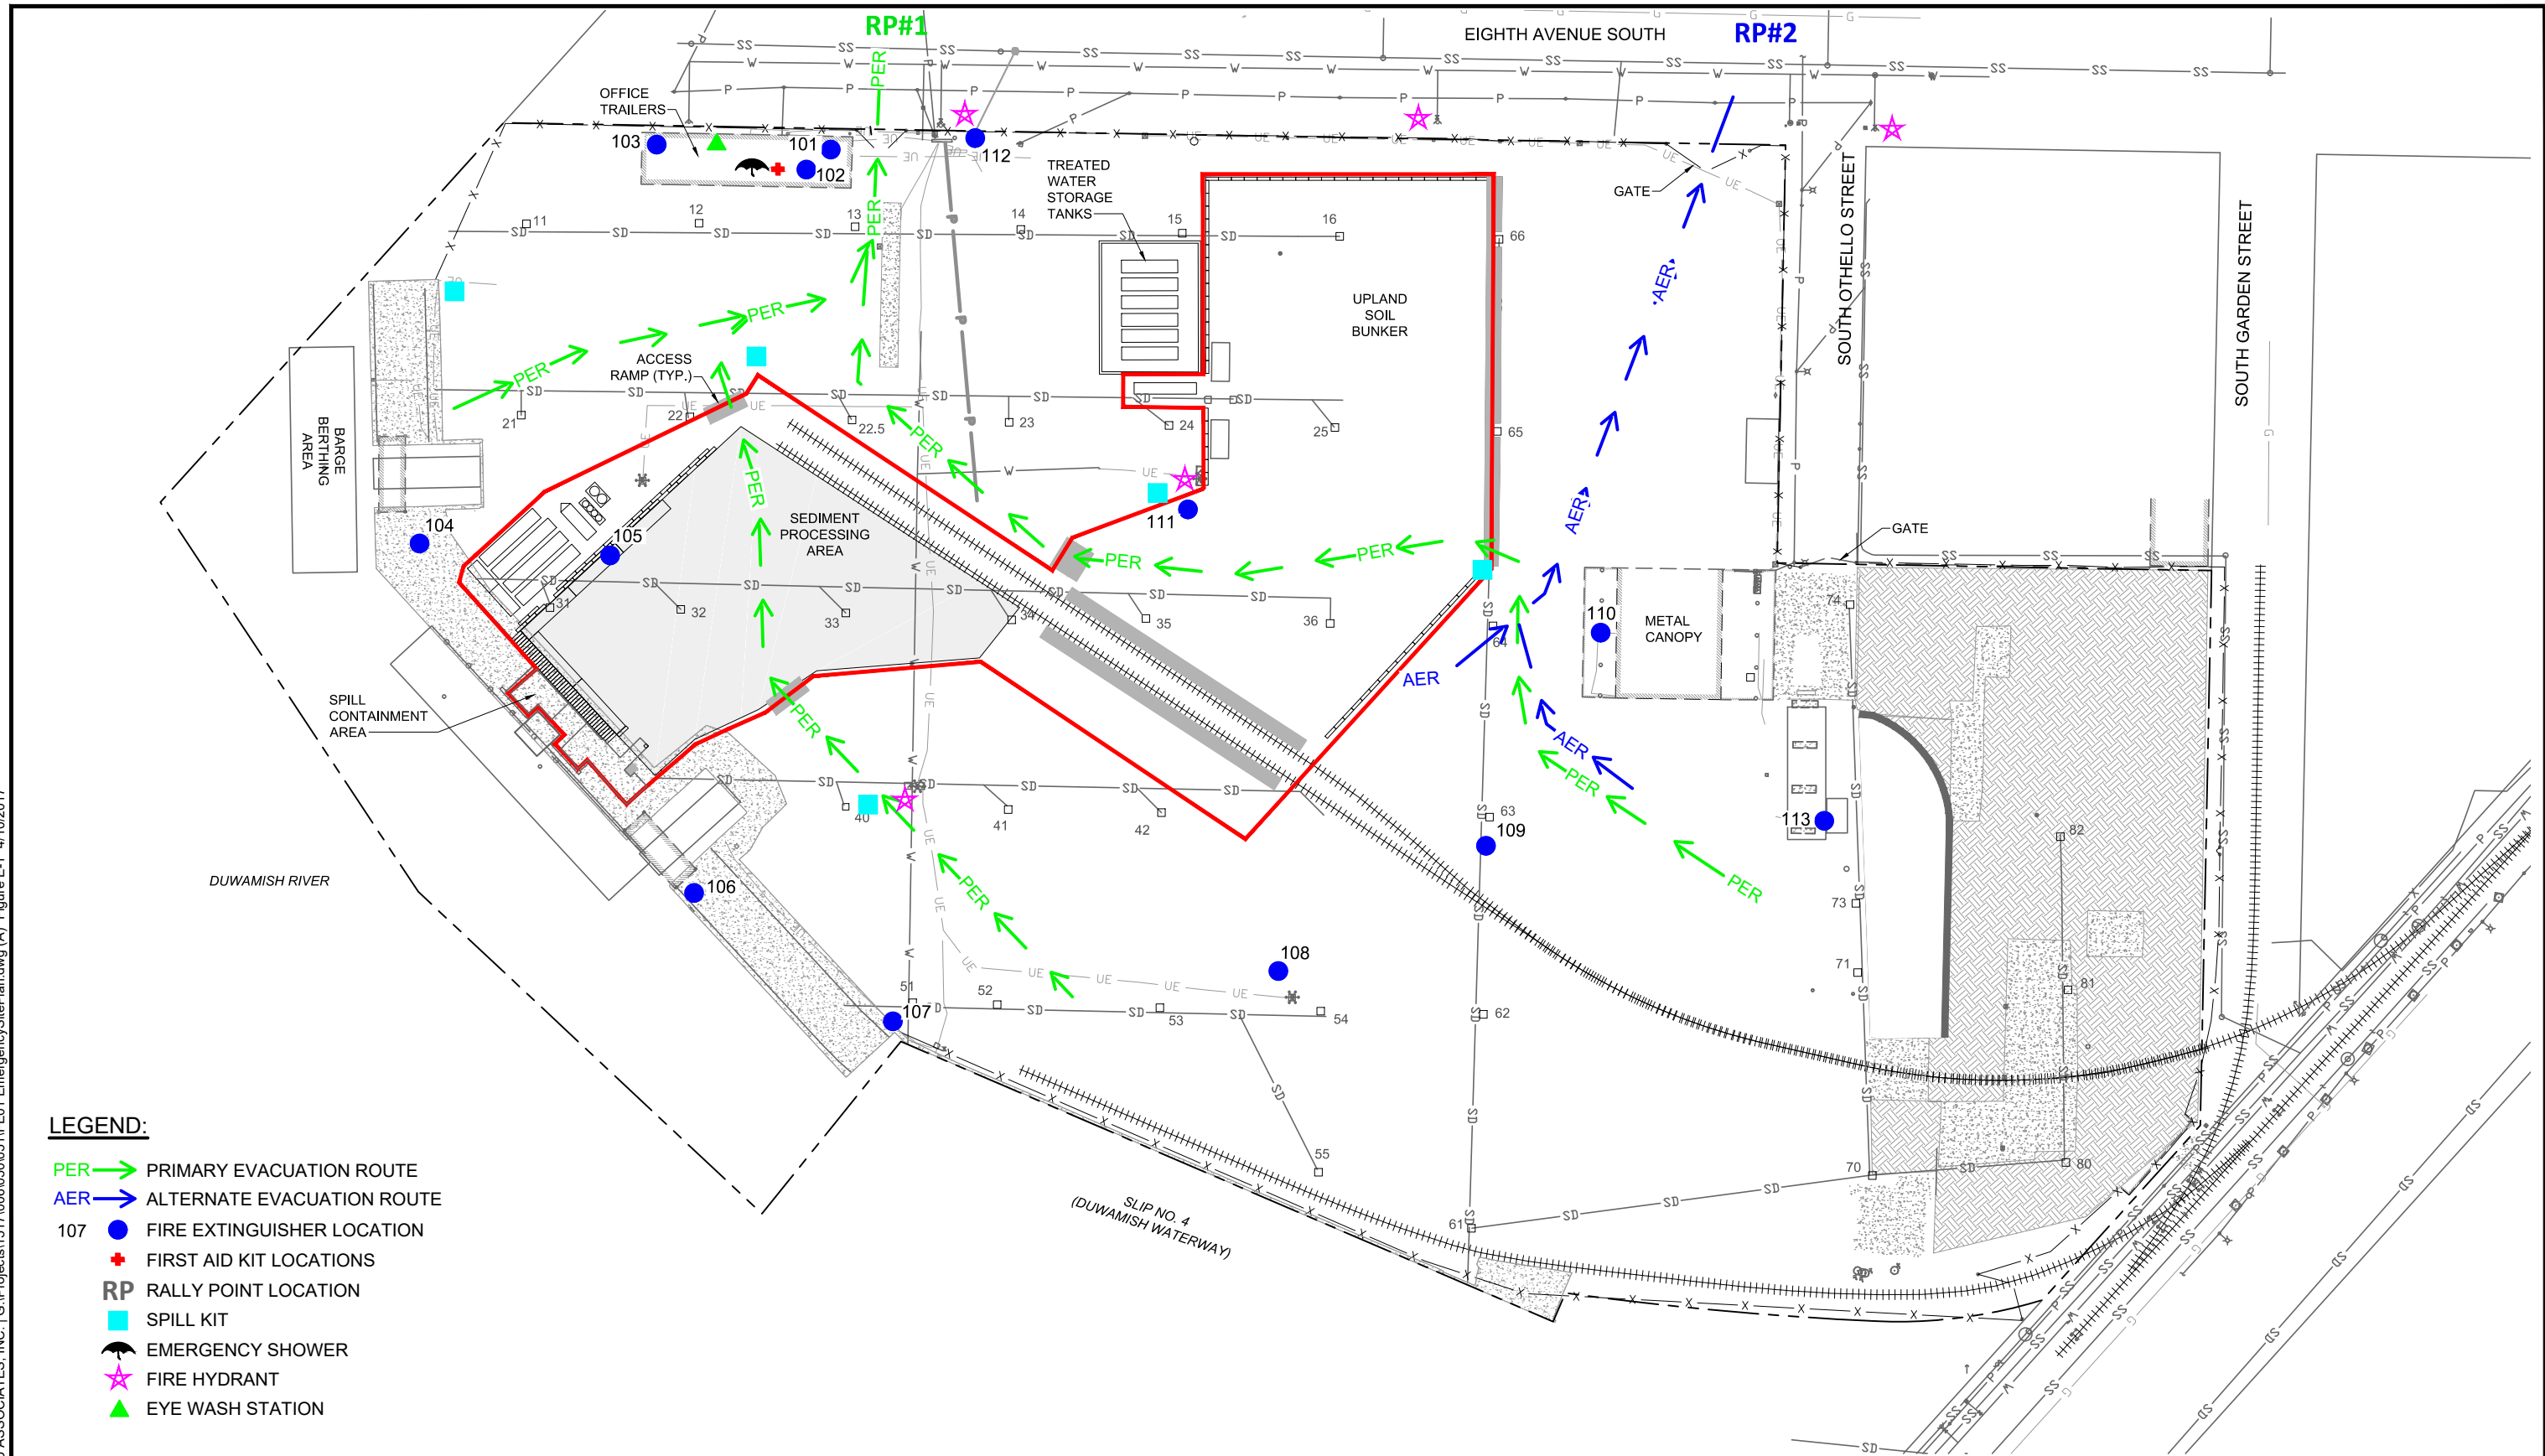 RP#1
EIGHTH AVENUE SOUTH
RP#2
OFFICE
TRAILERS
103
101
102
112
TREATED
WATER
STORAGE
TANKS
GATE
SOUTH OTHELLO STREET
SOUTH GARDEN STREET
11
12
13
14
15
16
66
UPLAND
SOIL
BUNKER
ACCESS
RAMP (TYP.)
BARGE
BERTHING
AREA
PER
PER
PER
PER
AER
21
22
22.5
23
24
25
65
PER
PER
104
105
SEDIMENT
PROCESSING
AREA
111
AER
GATE
PER
PER
31
32
33
34
35
36
64
110
METAL
CANOPY
74
AER
SPILL
CONTAINMENT
AREA
PER
AER
PER
40
41
42
63
109
113
82
DUWAMISH RIVER
106
PER
PER
73
108
71
81
51
52
53
54
62
107
55
61
70
80
SLIP NO. 4
(DUWAMISH WATERWAY)
LEGEND:
PER PRIMARY EVACUATION ROUTE
AER ALTERNATE EVACUATION ROUTE
107 FIRE EXTINGUISHER LOCATION
FIRST AID KIT LOCATIONS
RP RALLY POINT LOCATION
SPILL KIT
EMERGENCY SHOWER
FIRE HYDRANT
EYE WASH STATION